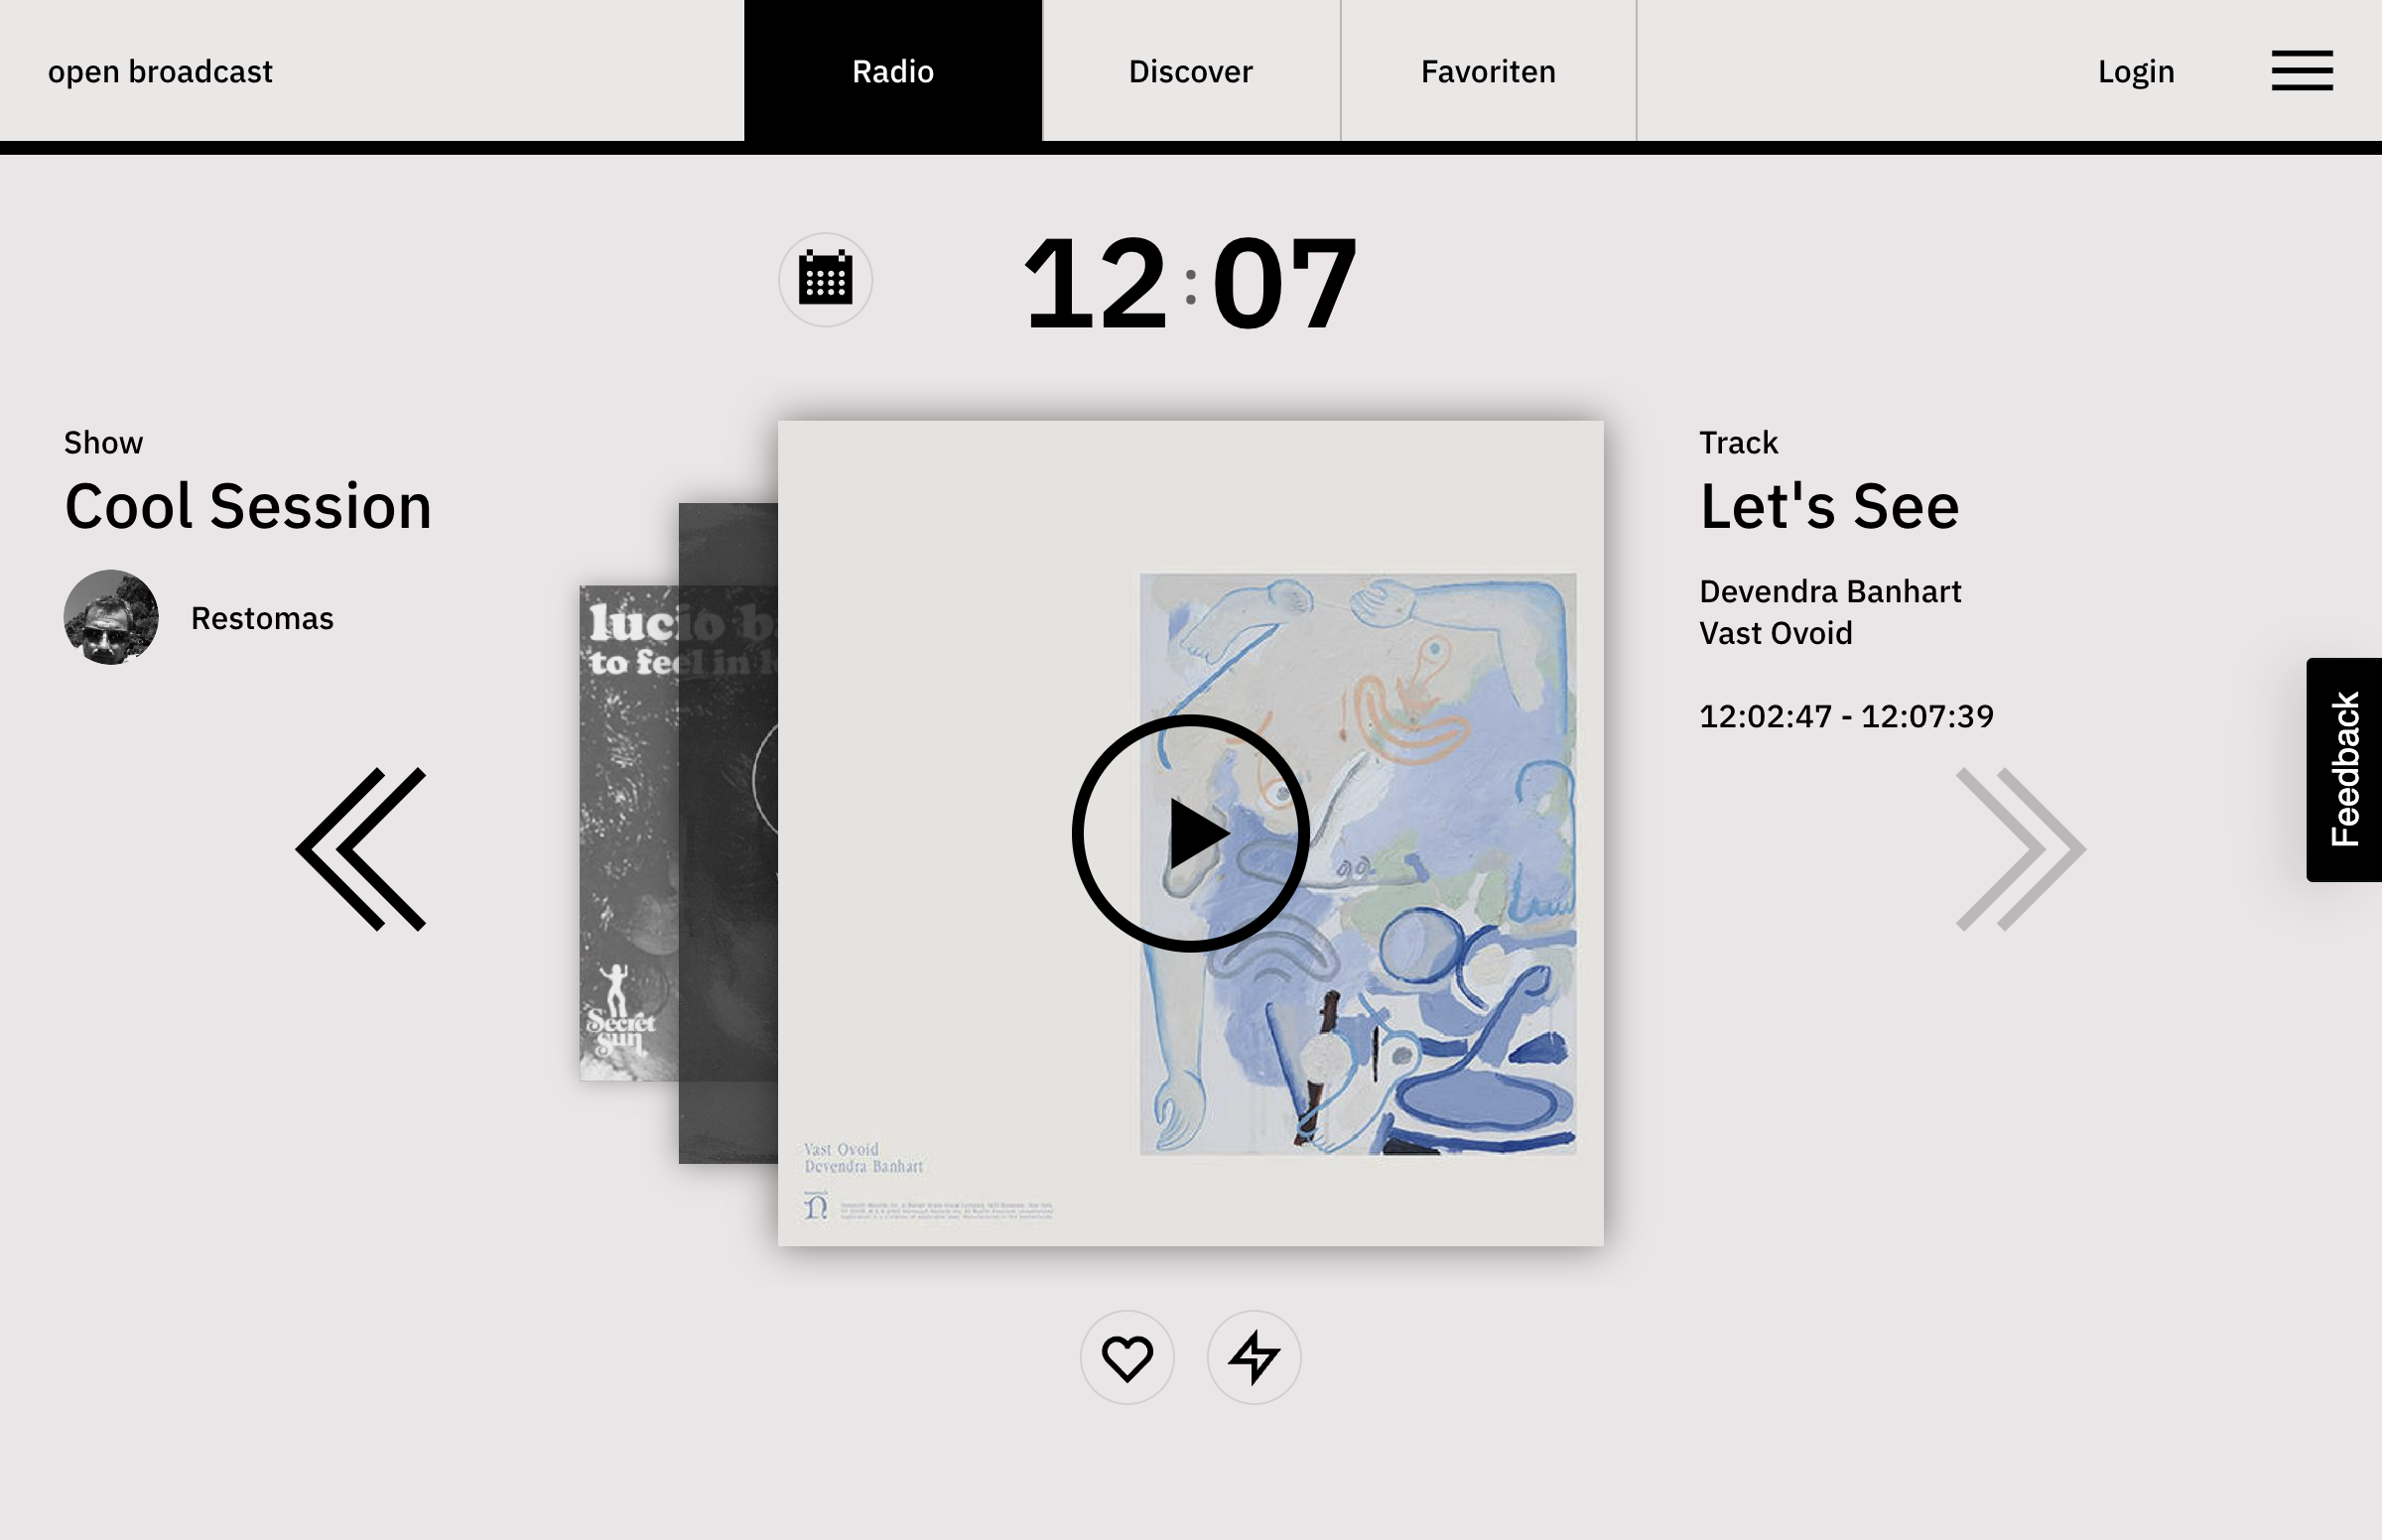 open broadcast
Radio
Discover
Favoriten
Login
12:07
Show
Cool Session
Restomas
lucio b
to feel in
Secret
Sun
Vast Ovoid
Devendra Banhart
Track
Let's See
Devendra Banhart
Vast Ovoid
12:02:47 - 12:07:39
Feedback